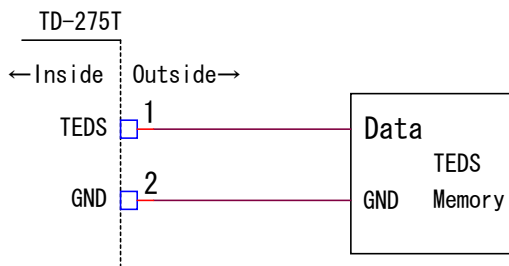 TD-275T
←Inside Outside→
TEDS 1 Data
TEDS
GND 2 GND Memory